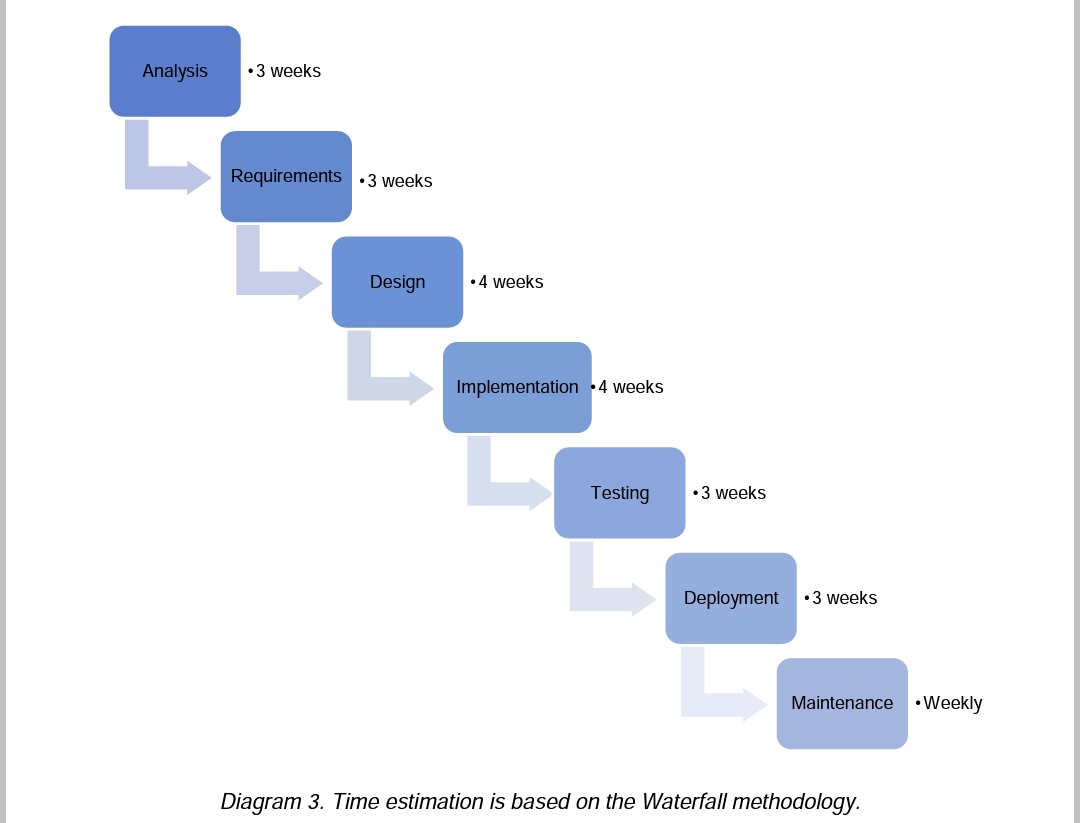 Analysis
• 3 weeks
Requirements
• 3 weeks
Design
• 4 weeks
Implementation
• 4 weeks
Testing
• 3 weeks
Deployment
• 3 weeks
Maintenance
• Weekly
Diagram 3. Time estimation is based on the Waterfall methodology.